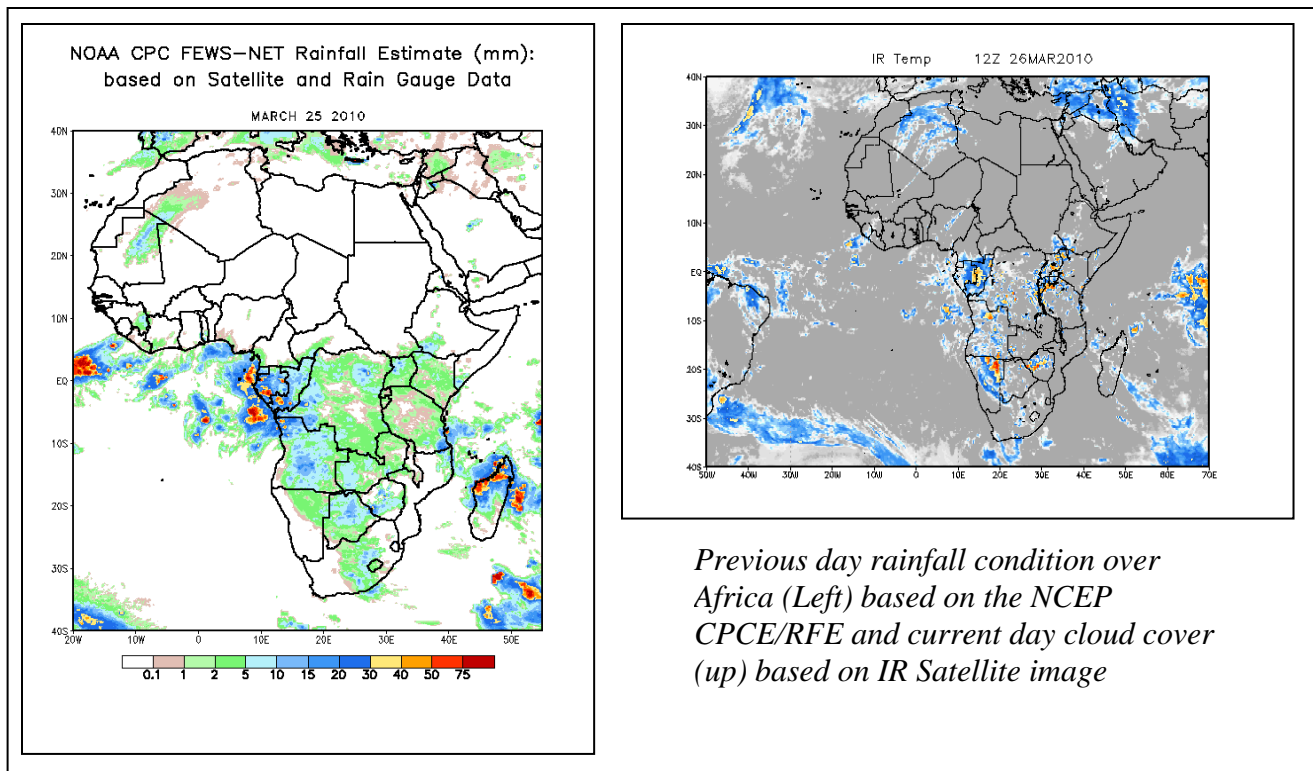 NOAA CPC FEWS-NET Rainfall Estimate (mm):
based on Satellite and Rain Gauge Data
MARCH 25 2010
40N
30N
20N
10N
EQ
10S
20S
30S
40S
20W 10W 0 10E 20E 30E 40E 50E
0.1 1 2 5 10 15 20 30 40 50 75
IR Temp 12Z 26MAR2010
40N
30N
20N
10N
EQ
10S
20S
30S
40S
50W 40W 30W 20W 10W 0 10E 20E 30E 40E 50E 60E 70E
Previous day rainfall condition over
Africa (Left) based on the NCEP
CPCE/RFE and current day cloud cover
(up) based on IR Satellite image